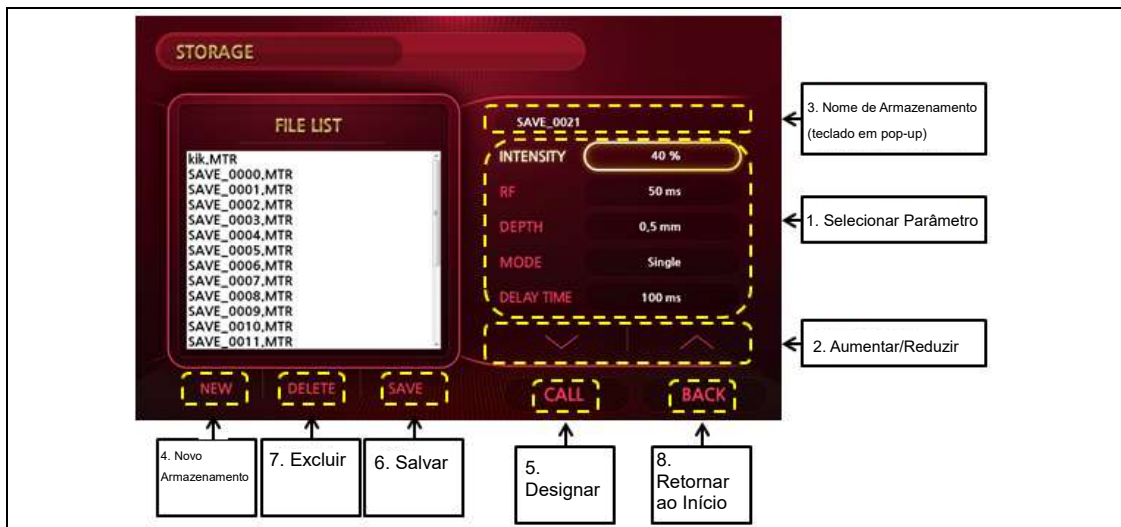 STORAGE
FILE LIST
kik.MTR
SAVE_0000.MTR
SAVE_0001.MTR
SAVE_0002.MTR
SAVE_0003.MTR
SAVE_0004.MTR
SAVE_0005.MTR
SAVE_0006.MTR
SAVE_0007.MTR
SAVE_0008.MTR
SAVE_0009.MTR
SAVE_0010.MTR
SAVE_0011.MTR
NEW
DELETE
SAVE
SAVE_0021
INTENSITY 40 %
RF 50 ms
DEPTH 0,5 mm
MODE Single
DELAY TIME 100 ms
CALL
BACK
3. Nome de Armazenamento
(teclado em pop-up)
1. Selecionar Parâmetro
2. Aumentar/Reduzir
4. Novo
Armazenamento
7. Excluir
6. Salvar
5.
Designar
8.
Retornar
ao Início